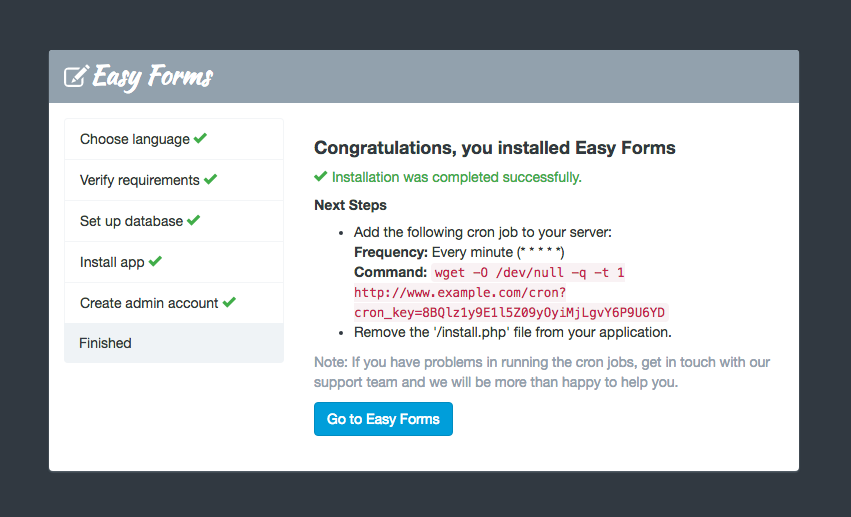 Easy Forms
Choose language
Verify requirements
Set up database
Install app
Create admin account
Finished
Congratulations, you installed Easy Forms
Installation was completed successfully.
Next Steps
• Add the following cron job to your server:
Frequency: Every minute (* * * * *)
Command: wget -O /dev/null -q -t 1
http://www.example.com/cron?
cron_key=8BQlz1y9E1l5Z09yOyiMjLgvY6P9U6YD
• Remove the '/install.php' file from your application.
Note: If you have problems in running the cron jobs, get in touch with our
support team and we will be more than happy to help you.
Go to Easy Forms